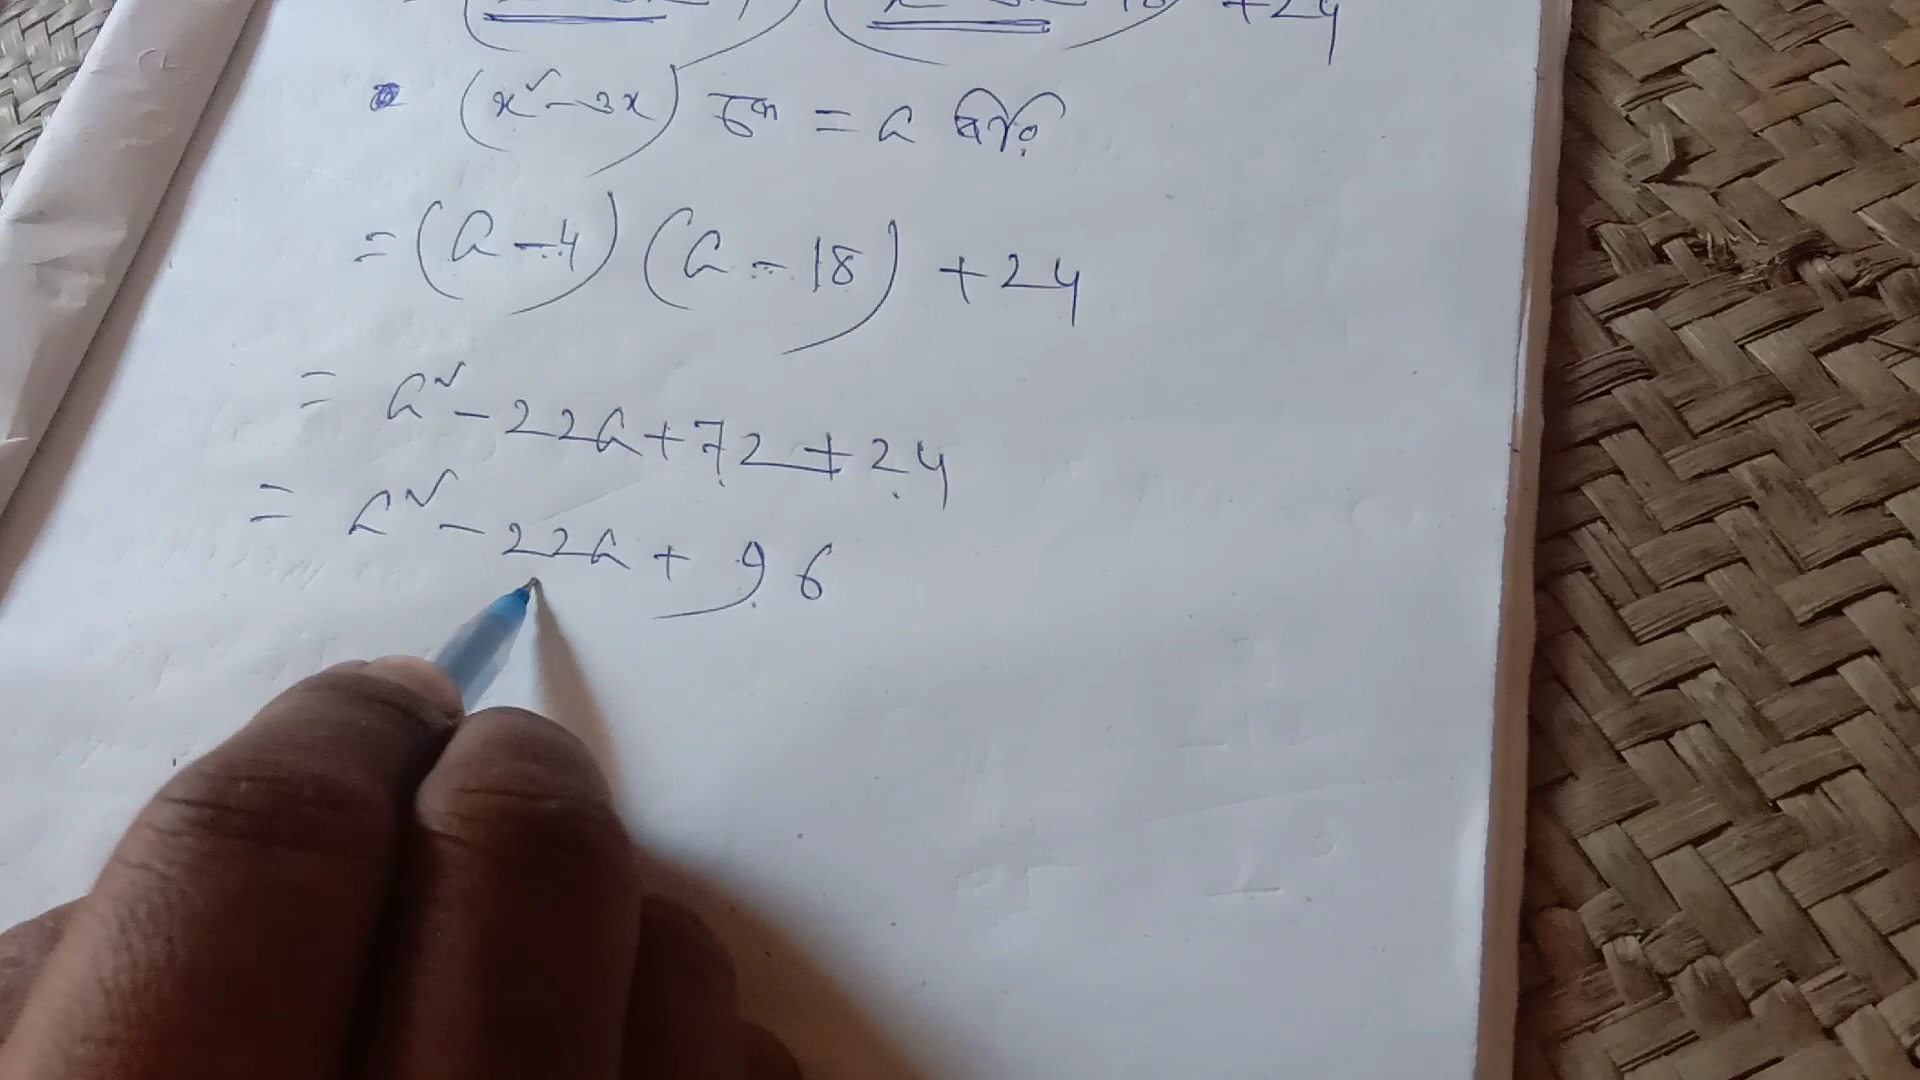 +24
(x² - 3x) ক = a ধরি
= (a - 4) (a - 18) + 24
= a² - 22a + 72 + 24
= a² - 22a + 96